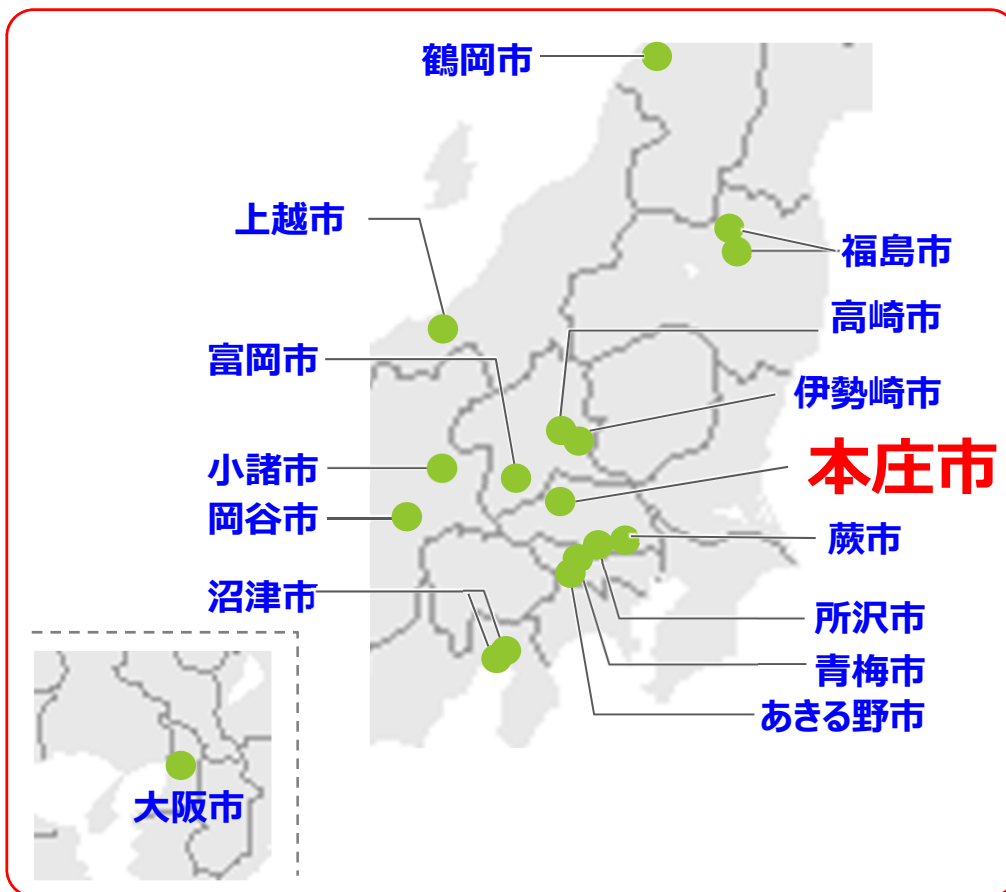 鶴岡市
上越市
福島市
高崎市
富岡市
伊勢崎市
本庄市
小諸市
岡谷市
蕨市
沼津市
所沢市
青梅市
あきる野市
大阪市